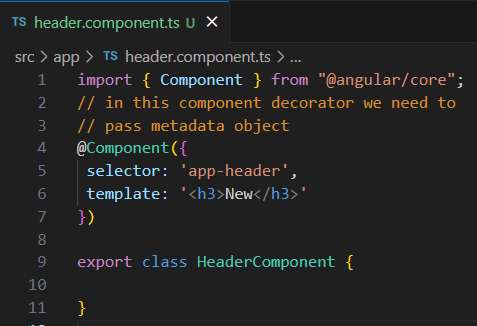 TS header.component.ts U ×
src > app > TS header.component.ts > ...
1 import { Component } from "@angular/core";
2 // in this component decorator we need to
3 // pass metadata object
4 @Component({
5 selector: 'app-header',
6 template: '<h3>New</h3>'
7 })
8
9 export class HeaderComponent {
10
11 }